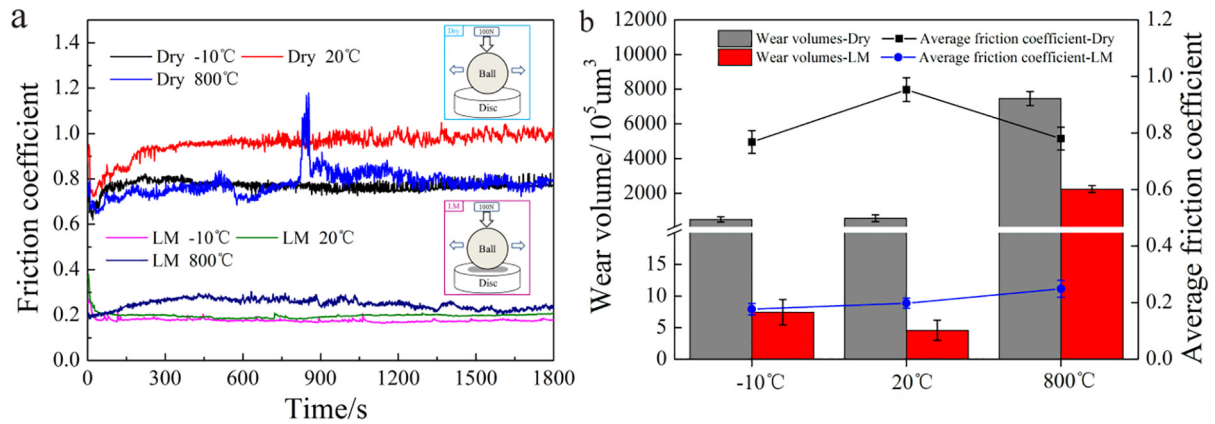 a
Friction coefficient
1.4
1.2
1.0
0.8
0.6
0.4
0.2
0.0
Dry -10℃ Dry 20℃
Dry 800℃
Dry
100N
Ball
Disc
LM -10℃ LM 20℃
LM 800℃
LM
100N
Ball
Disc
0 300 600 900 1200 1500 1800
Time/s
b
Wear volume/10⁵um³
12000
10000
8000
6000
4000
2000
15
10
5
0
Wear volumes-Dry Average friction coefficient-Dry
Wear volumes-LM Average friction coefficient-LM
-10℃ 20℃ 800℃
1.2
1.0
0.8
0.6
0.4
0.2
0.0
Average friction coefficient